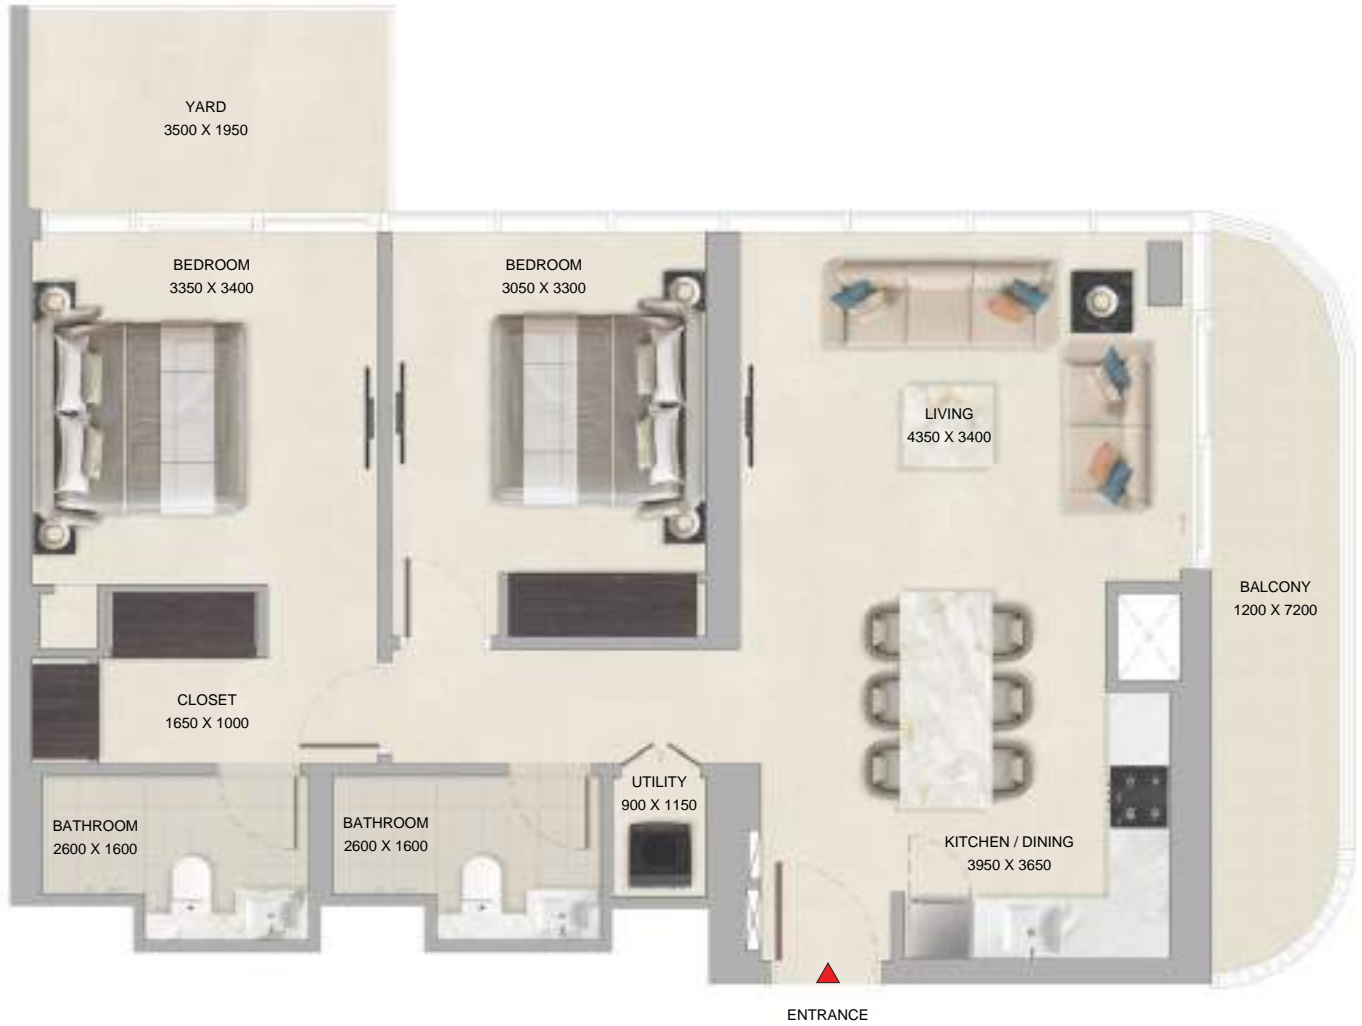 YARD
3500 X 1950
BEDROOM
3350 X 3400
BEDROOM
3050 X 3300
LIVING
4350 X 3400
BALCONY
1200 X 7200
CLOSET
1650 X 1000
UTILITY
900 X 1150
BATHROOM
2600 X 1600
BATHROOM
2600 X 1600
KITCHEN / DINING
3950 X 3650
ENTRANCE